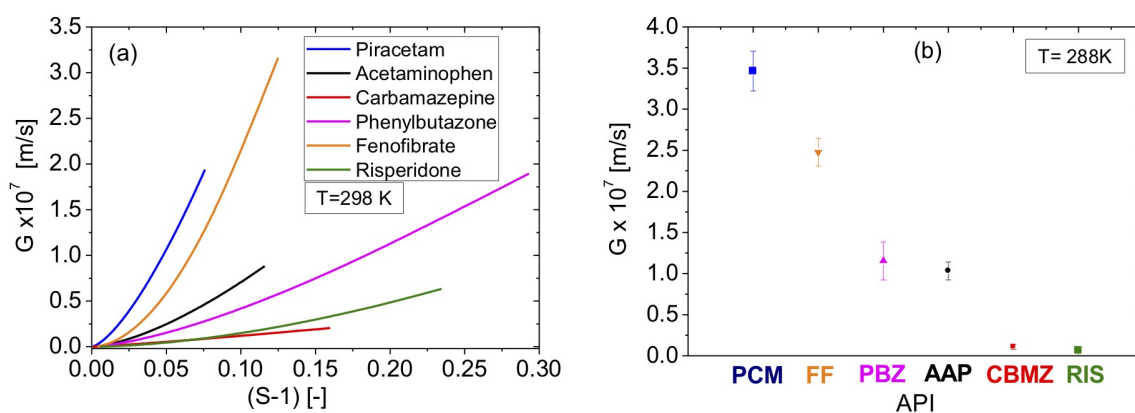 (a)
Piracetam
Acetaminophen
Carbamazepine
Phenylbutazone
Fenofibrate
Risperidone
T=298 K
G x10⁷ [m/s]
3.5
3.0
2.5
2.0
1.5
1.0
0.5
0.0
0.00 0.05 0.10 0.15 0.20 0.25 0.30
(S-1) [-]
(b)
T= 288K
G x 10⁷ [m/s]
4.0
3.5
3.0
2.5
2.0
1.5
1.0
0.5
0.0
PCM FF PBZ AAP CBMZ RIS
API